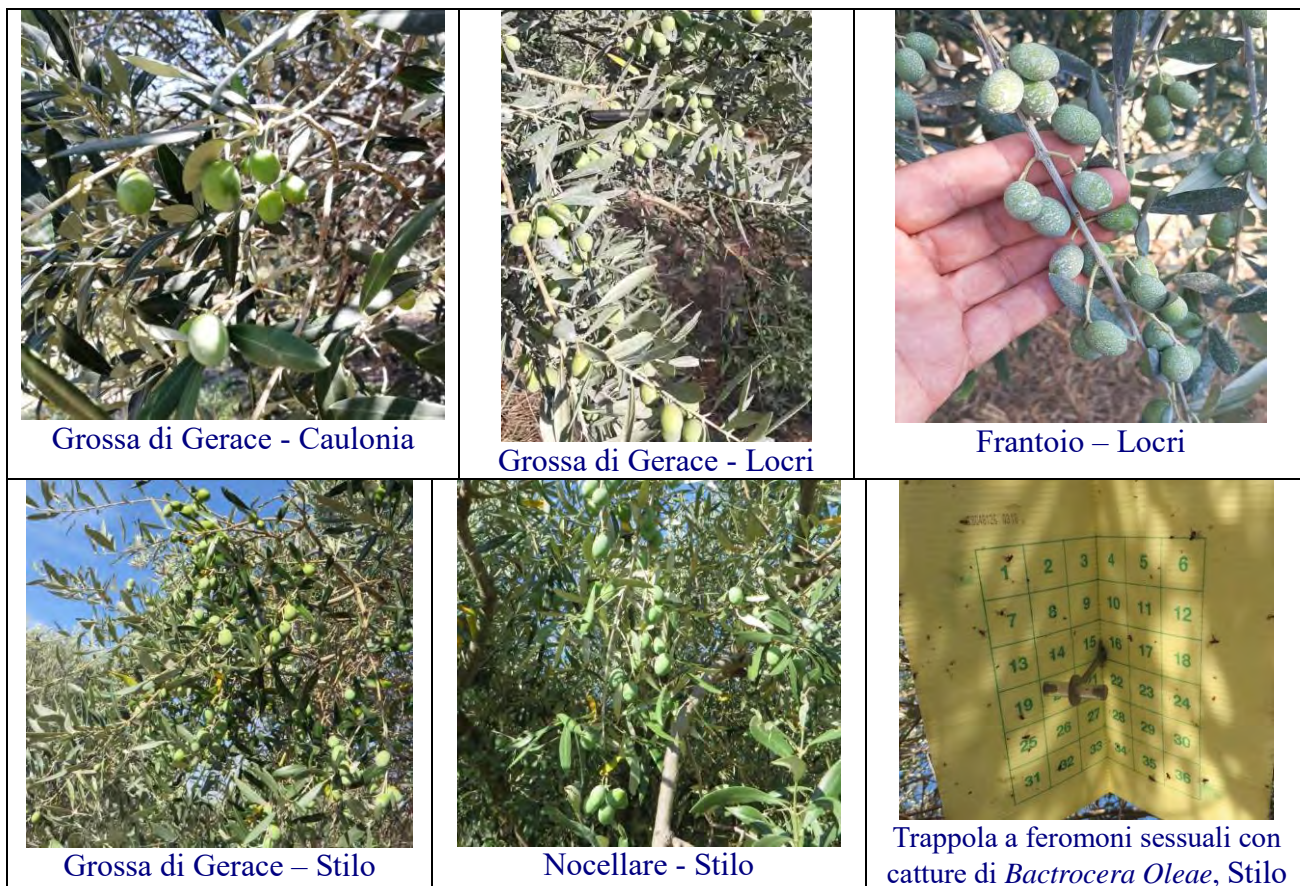 Grossa di Gerace - Caulonia
Grossa di Gerace - Locri
Frantoio – Locri
Grossa di Gerace – Stilo
Nocellare - Stilo
1 2 3 4 5 6
7 8 9 10 11 12
13 14 15 16 17 18
19 22 23 24
25 26 27 28 29 30
31 32 33 34 35 36
Trappola a feromoni sessuali con
catture di Bactrocera Oleae, Stilo